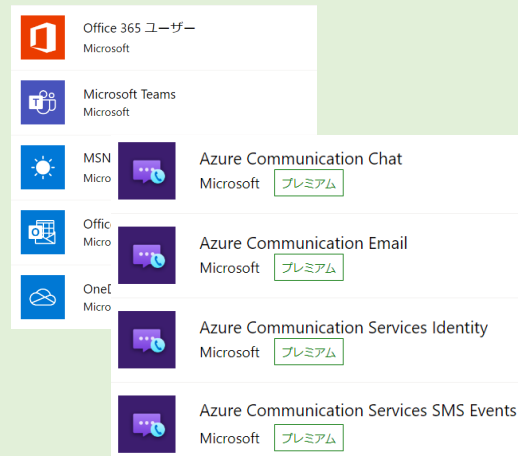 Office 365 ユーザー
Microsoft
Microsoft Teams
Microsoft
MSN
Micro
Offic
Micro
OneD
Micro
Azure Communication Chat
Microsoft プレミアム
Azure Communication Email
Microsoft プレミアム
Azure Communication Services Identity
Microsoft プレミアム
Azure Communication Services SMS Events
Microsoft プレミアム